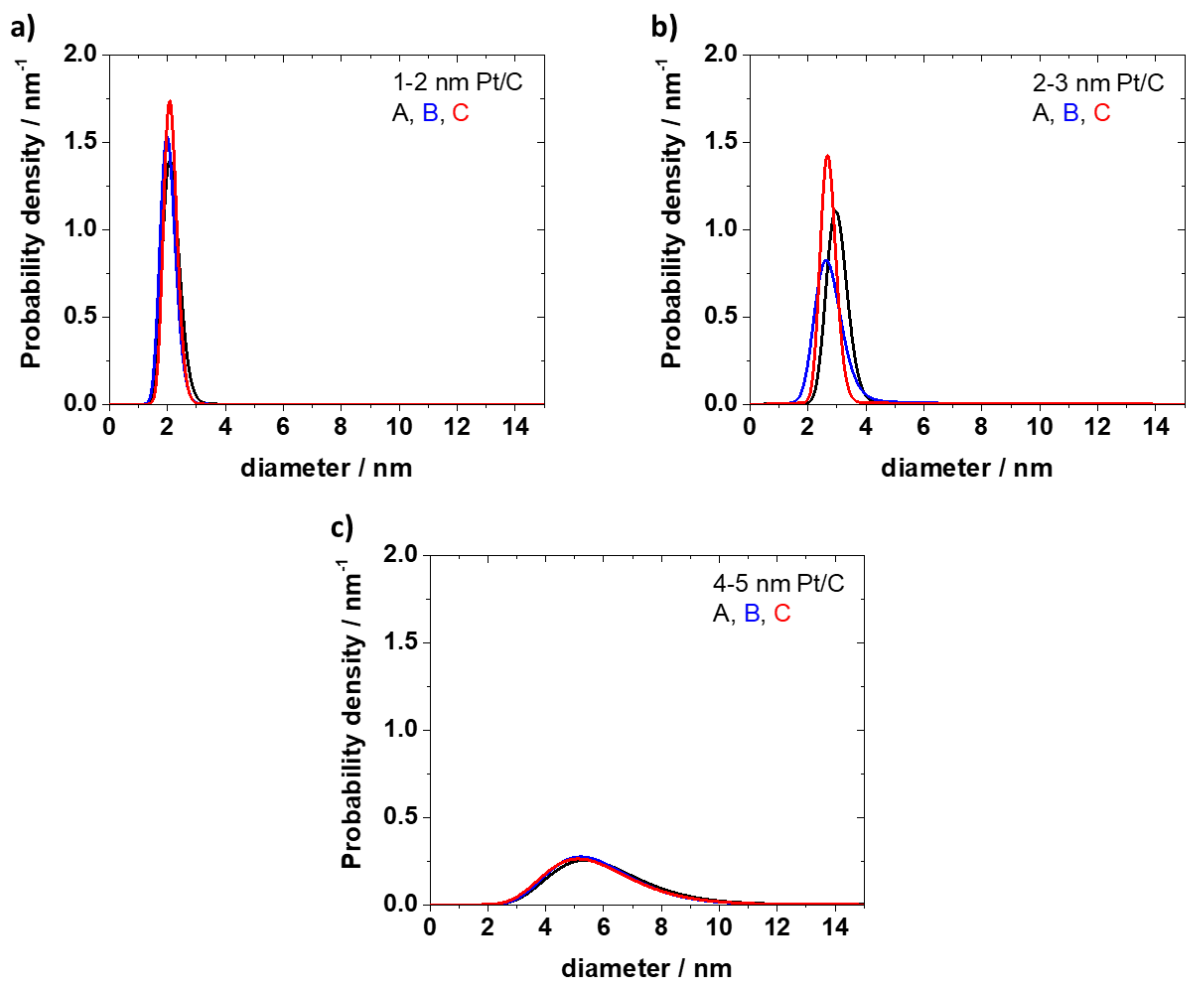 a)
2.0
1-2 nm Pt/C
A, B, C
1.5
1.0
0.5
0.0
Probability density / nm⁻¹
0 2 4 6 8 10 12 14
diameter / nm
b)
2.0
2-3 nm Pt/C
A, B, C
1.5
1.0
0.5
0.0
Probability density / nm⁻¹
0 2 4 6 8 10 12 14
diameter / nm
c)
2.0
4-5 nm Pt/C
A, B, C
1.5
1.0
0.5
0.0
Probability density / nm⁻¹
0 2 4 6 8 10 12 14
diameter / nm